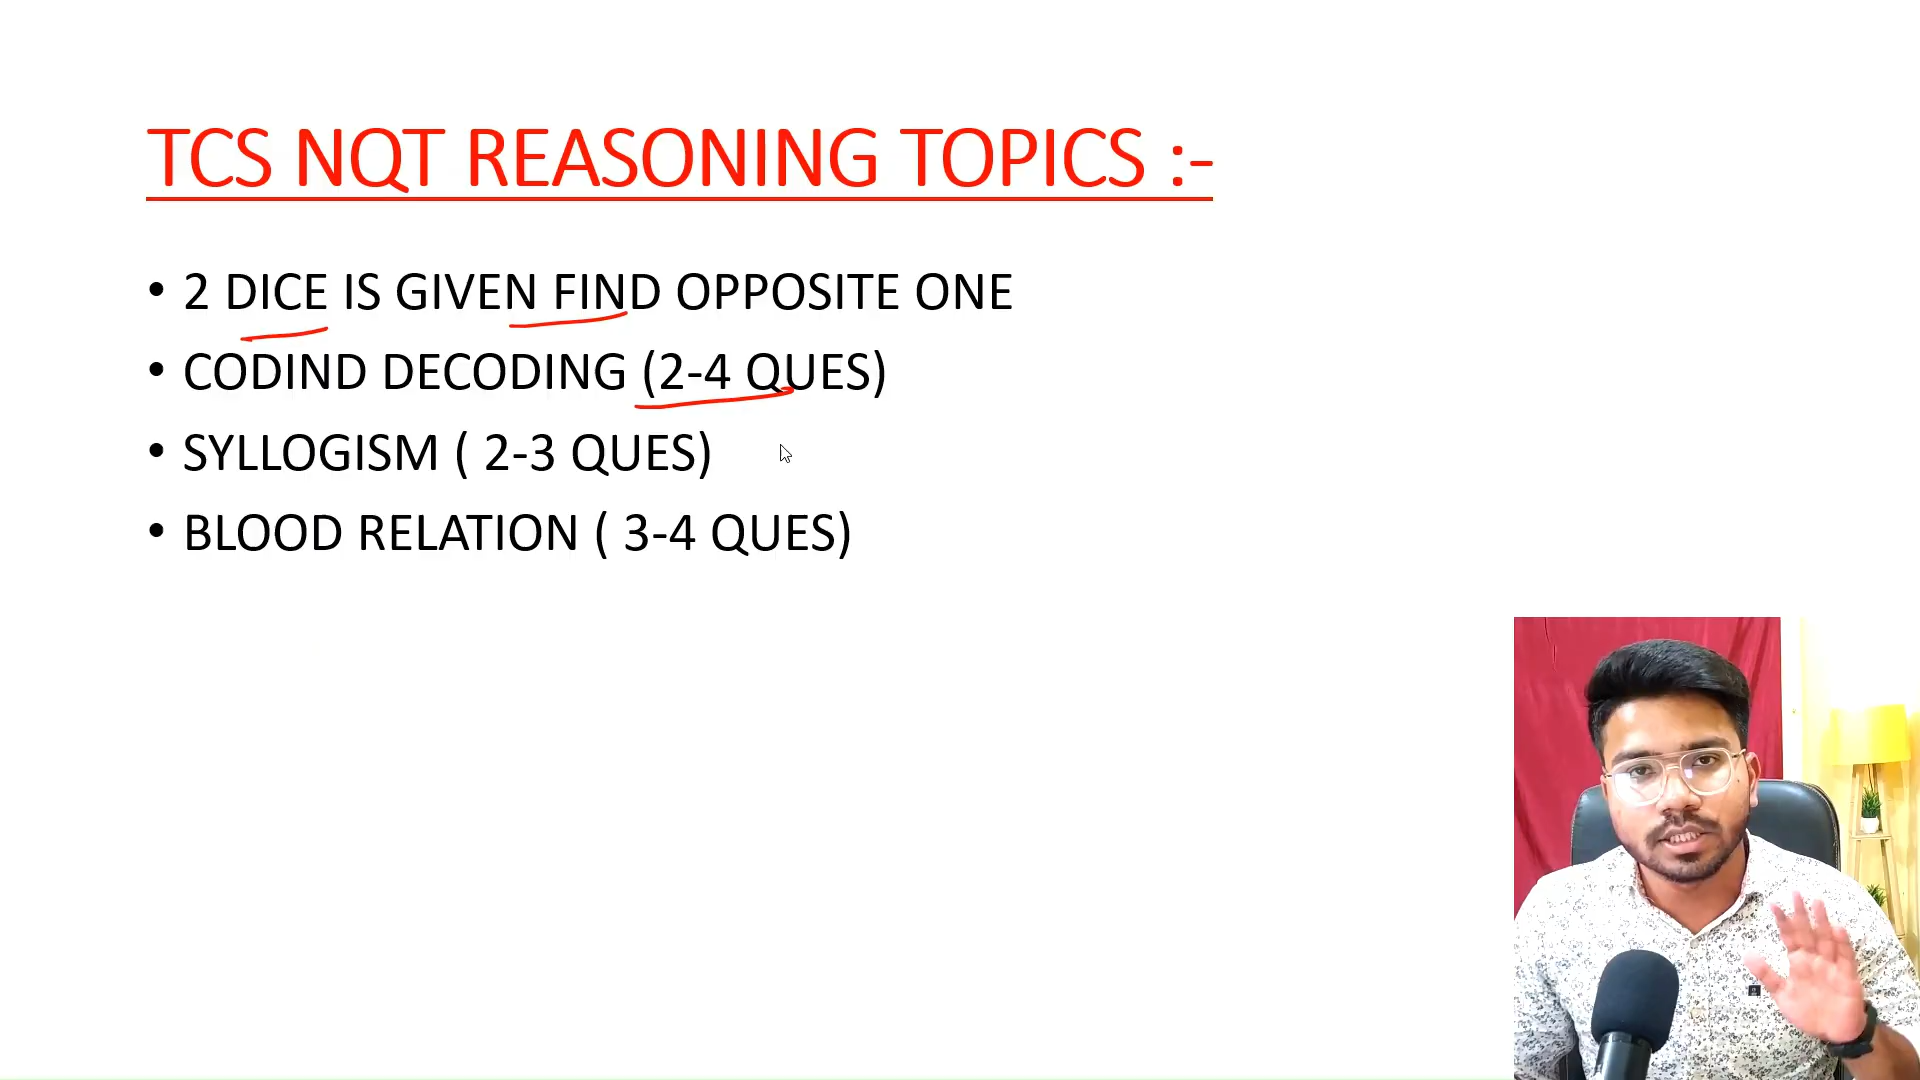 TCS NQT REASONING TOPICS :-
• 2 DICE IS GIVEN FIND OPPOSITE ONE
• CODIND DECODING (2-4 QUES)
• SYLLOGISM ( 2-3 QUES)
• BLOOD RELATION ( 3-4 QUES)